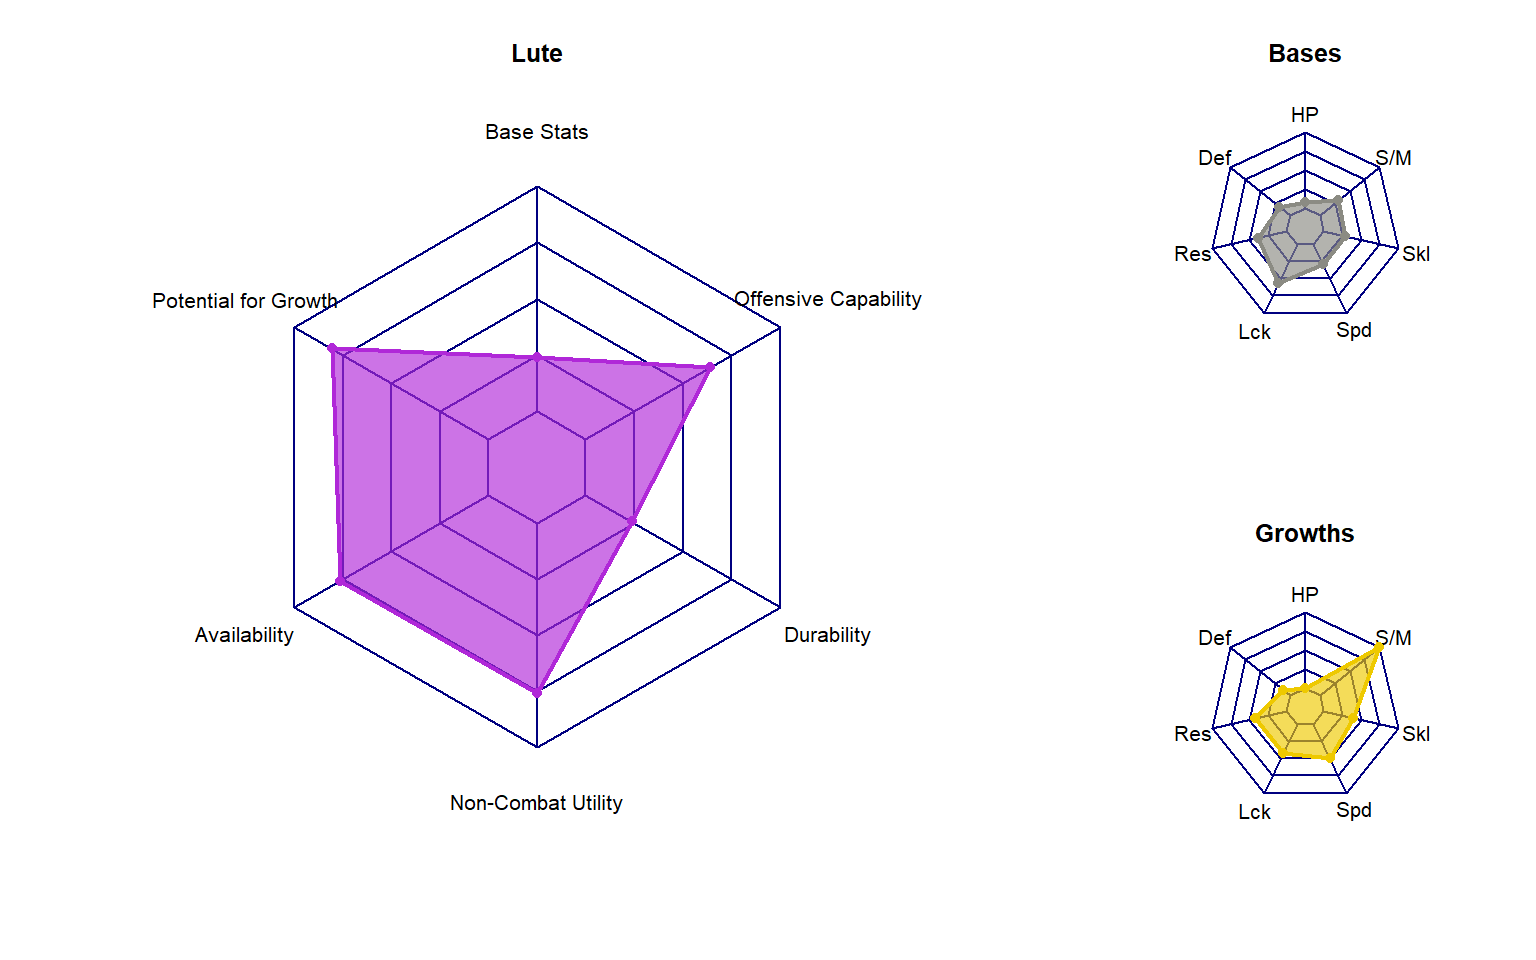 Lute
Base Stats
Offensive Capability
Potential for Growth
Availability
Durability
Non-Combat Utility
Bases
HP
Def
S/M
Res
Skl
Lck
Spd
Growths
HP
Def
S/M
Res
Skl
Lck
Spd